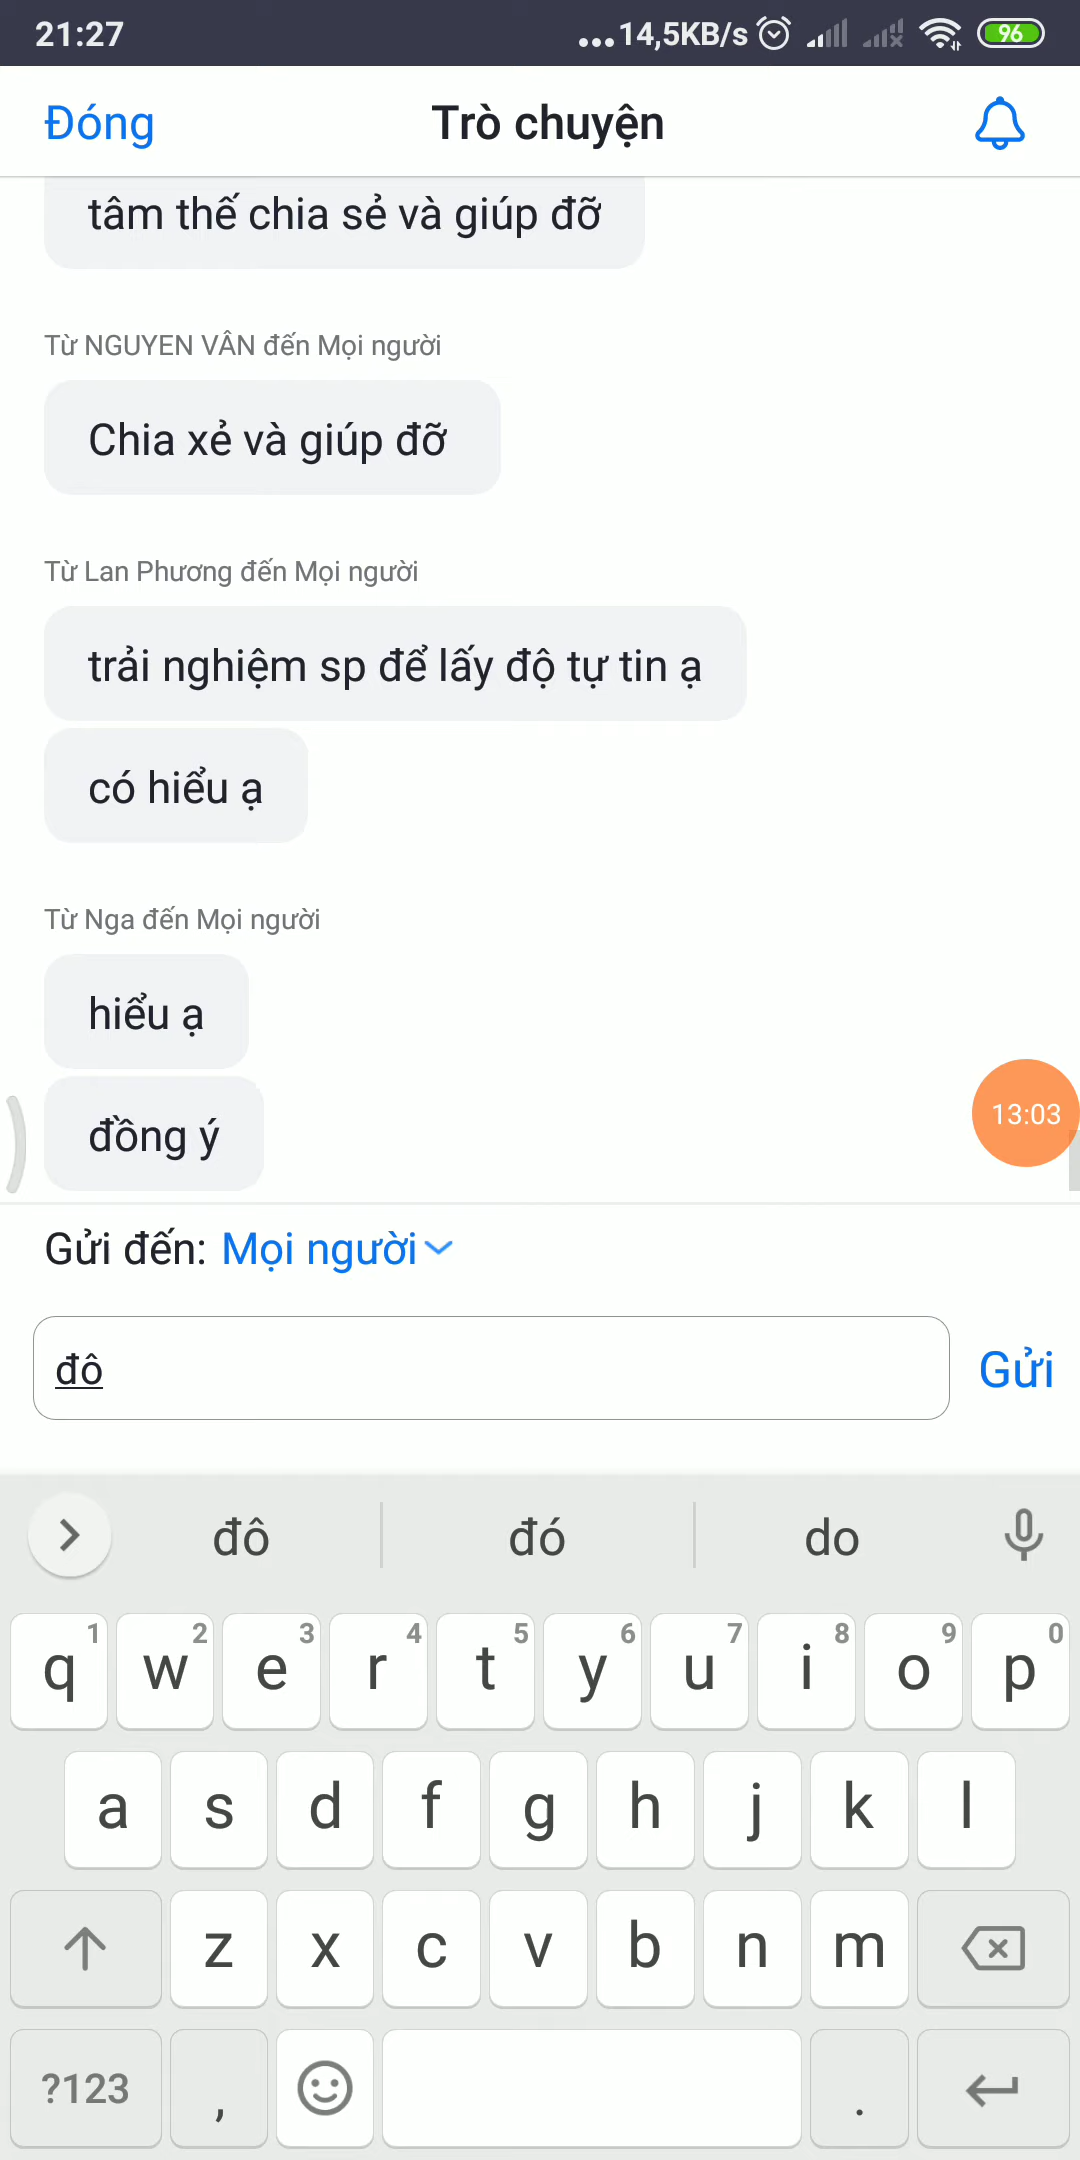 21:27 ...14,5KB/s 96
Đóng Trò chuyện
tâm thế chia sẻ và giúp đỡ
Từ NGUYEN VÂN đến Mọi người
Chia xẻ và giúp đỡ
Từ Lan Phương đến Mọi người
trải nghiệm sp để lấy độ tự tin ạ
có hiểu ạ
Từ Nga đến Mọi người
hiểu ạ
13:03
đồng ý
Gửi đến: Mọi người
đô Gửi
đô đó do
1 2 3 4 5 6 7 8 9 0
q w e r t y u i o p
a s d f g h j k l
z x c v b n m
?123 , .